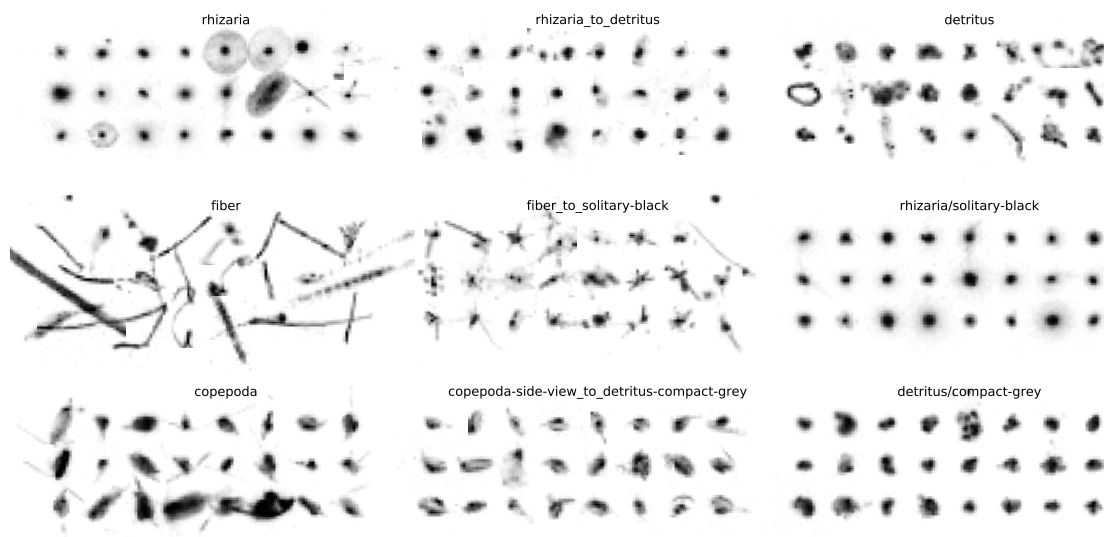 rhizaria
rhizaria_to_detritus
detritus
fiber
fiber_to_solitary-black
rhizaria/solitary-black
copepoda
copepoda-side-view_to_detritus-compact-grey
detritus/compact-grey